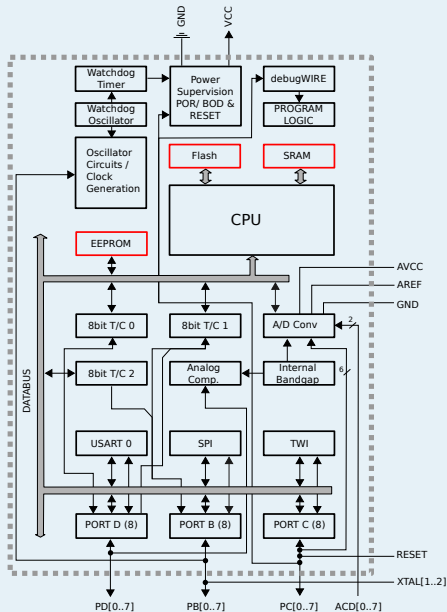 GND
VCC
Watchdog
Timer
Power
Supervision
POR/ BOD &
RESET
debugWIRE
Watchdog
Oscillator
PROGRAM
LOGIC
Oscillator
Circuits /
Clock
Generation
Flash
SRAM
CPU
EEPROM
AVCC
AREF
GND
8bit T/C 0
8bit T/C 1
A/D Conv
2
8bit T/C 2
Analog
Comp.
Internal
Bandgap
6
DATABUS
USART 0
SPI
TWI
PORT D (8)
PORT B (8)
PORT C (8)
RESET
XTAL[1..2]
PD[0..7]
PB[0..7]
PC[0..7]
ACD[0..7]